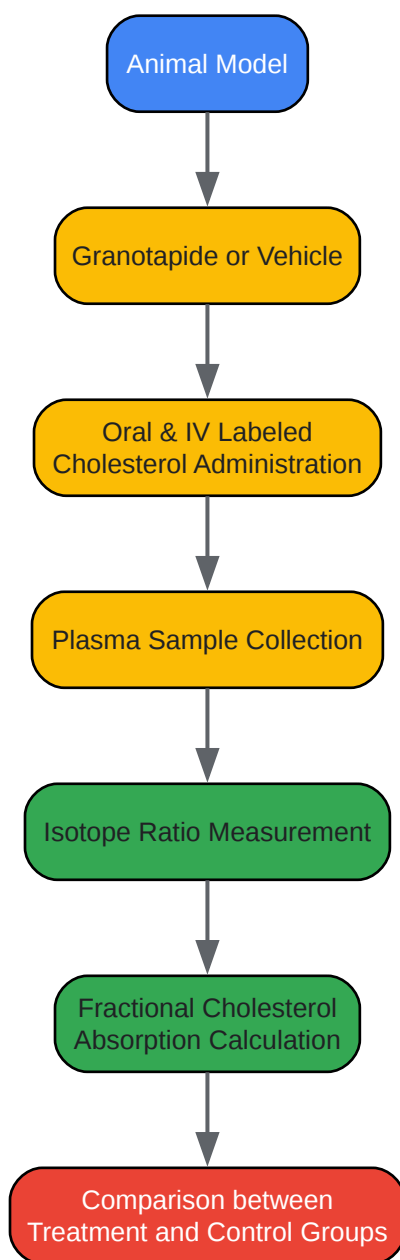 Animal Model
Granotapide or Vehicle
Oral & IV Labeled
Cholesterol Administration
Plasma Sample Collection
Isotope Ratio Measurement
Fractional Cholesterol
Absorption Calculation
Comparison between
Treatment and Control Groups